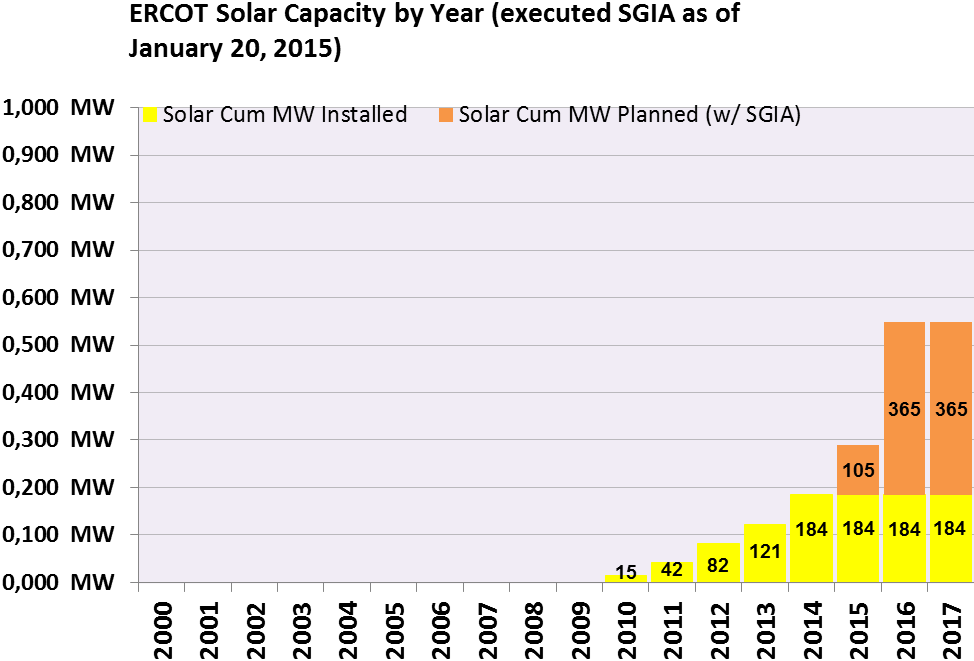 ERCOT Solar Capacity by Year (executed SGIA as of
January 20, 2015)
1,000 MW
Solar Cum MW Installed
Solar Cum MW Planned (w/ SGIA)
0,900 MW
0,800 MW
0,700 MW
0,600 MW
0,500 MW
0,400 MW
365 365
0,300 MW
105
0,200 MW
184 184 184 184
0,100 MW
121
82
42
15
0,000 MW
2000 2001 2002 2003 2004 2005 2006 2007 2008 2009 2010 2011 2012 2013 2014 2015 2016 2017